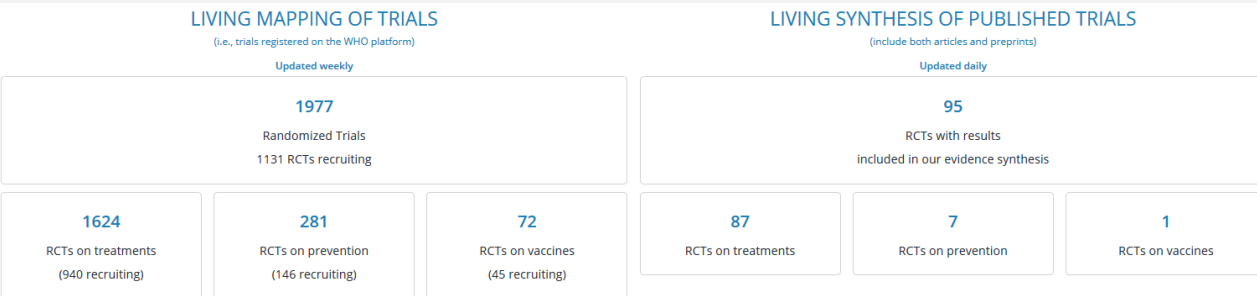 LIVING MAPPING OF TRIALS
(i.e., trials registered on the WHO platform)
Updated weekly
1977
Randomized Trials
1131 RCTs recruiting
1624
RCTs on treatments
(940 recruiting)
281
RCTs on prevention
(146 recruiting)
72
RCTs on vaccines
(45 recruiting)
LIVING SYNTHESIS OF PUBLISHED TRIALS
(include both articles and preprints)
Updated daily
95
RCTs with results
included in our evidence synthesis
87
RCTs on treatments
7
RCTs on prevention
1
RCTs on vaccines